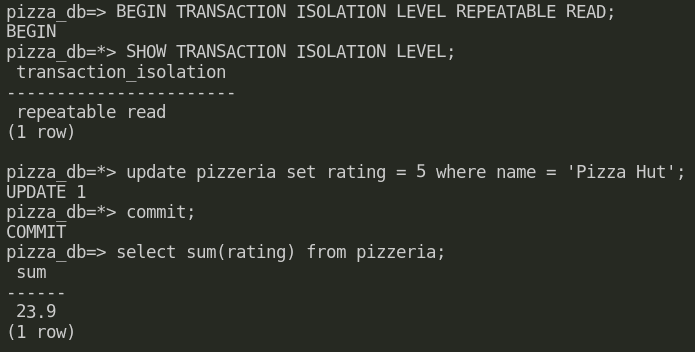 pizza_db=> BEGIN TRANSACTION ISOLATION LEVEL REPEATABLE READ;
BEGIN
pizza_db=*> SHOW TRANSACTION ISOLATION LEVEL;
 transaction_isolation
-----------------------
 repeatable read
(1 row)

pizza_db=*> update pizzeria set rating = 5 where name = 'Pizza Hut';
UPDATE 1
pizza_db=*> commit;
COMMIT
pizza_db=> select sum(rating) from pizzeria;
 sum
------
 23.9
(1 row)